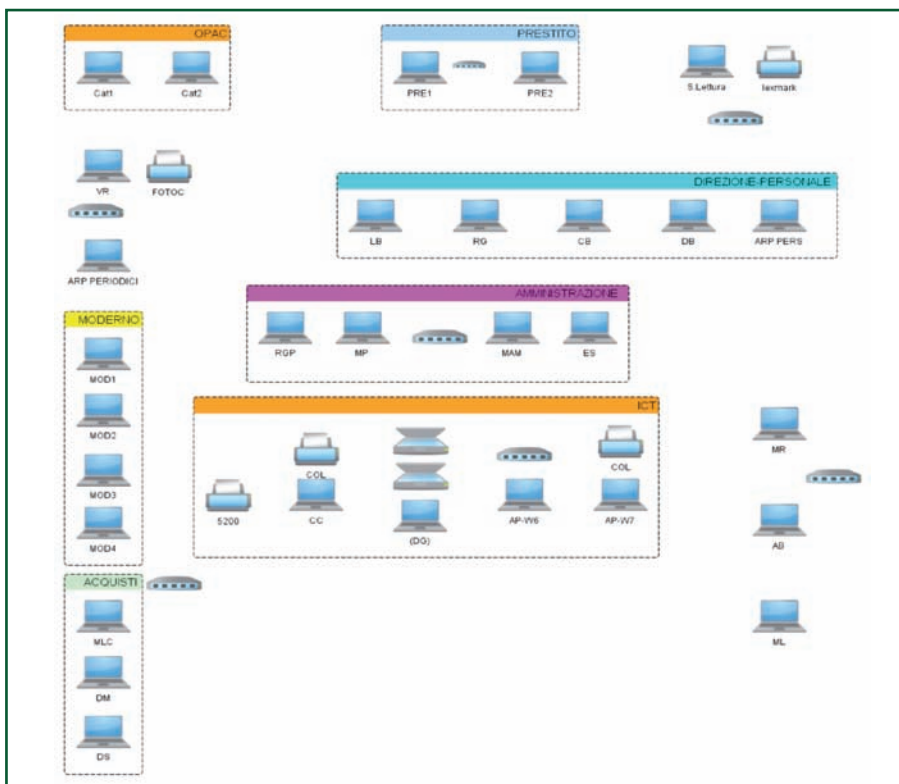 OPAC
Cat1 Cat2
PRESTITO
PRE1 PRE2
S.Lettura lexmark
VR FOTOC
ARP PERIODICI
DIREZIONE-PERSONALE
LB RG CB DB ARP PERS
AMMINISTRAZIONE
RGP MP MAM ES
MODERNO
MOD1
MOD2
MOD3
MOD4
ICT
COL COL
5200 CC (DG) AP-W6 AP-W7
MR
AB
ML
ACQUISTI
MLC
DM
DS